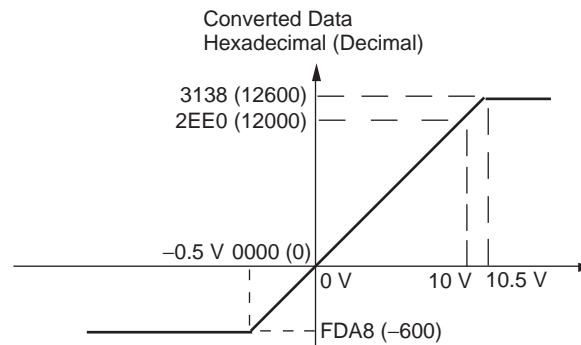 Converted Data
Hexadecimal (Decimal)
3138 (12600)
2EE0 (12000)
−0.5 V 0000 (0)
0 V 10 V 10.5 V
FDA8 (−600)